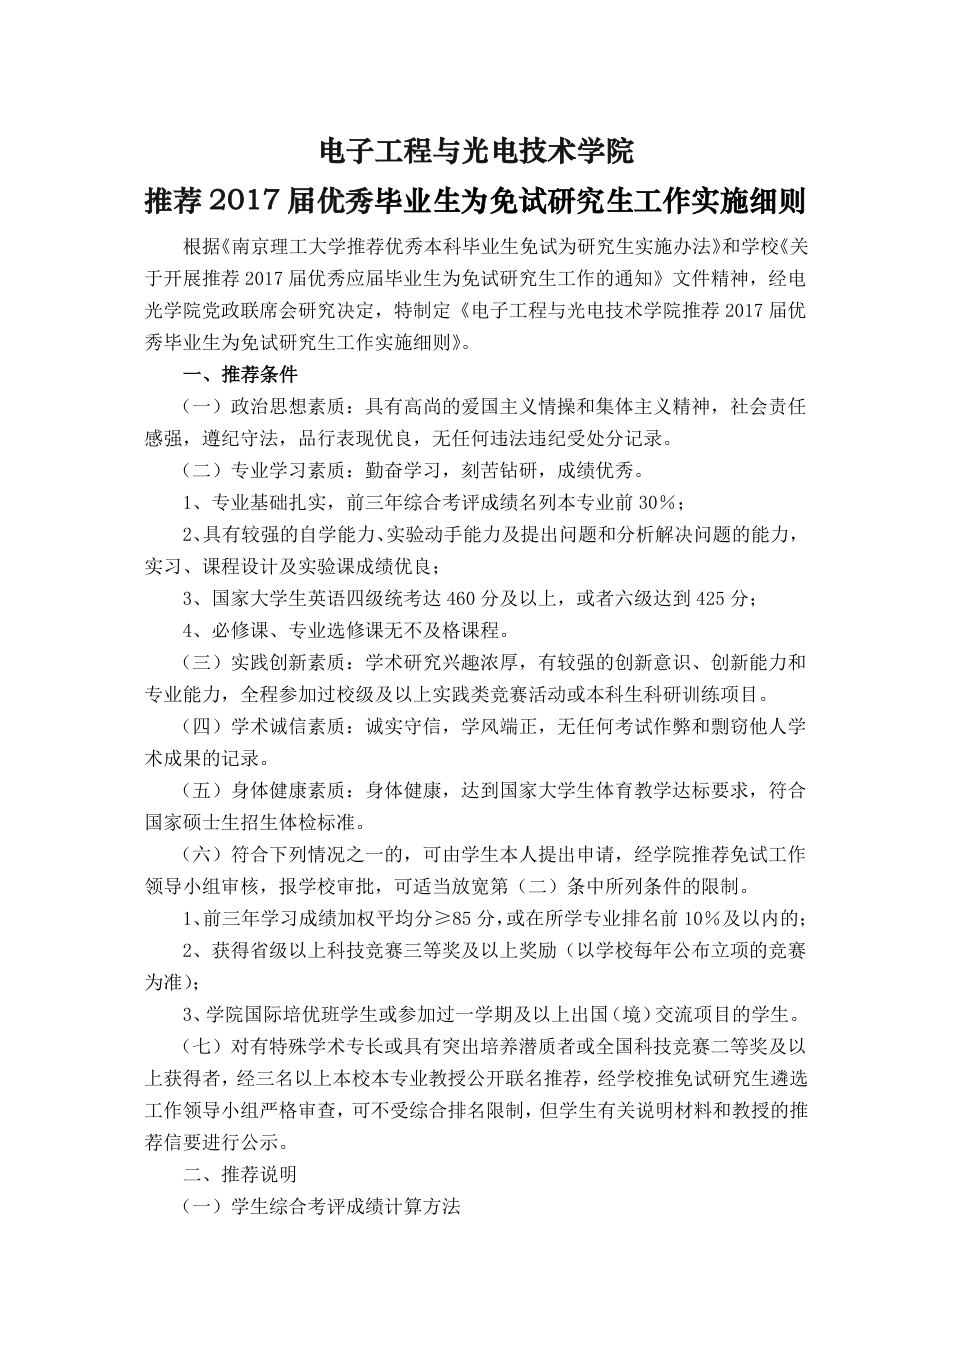 电子工程与光电技术学院
推荐 2017 届优秀毕业生为免试研究生工作实施细则
根据《南京理工大学推荐优秀本科毕业生免试为研究生实施办法》和学校《关
于开展推荐 2017 届优秀应届毕业生为免试研究生工作的通知》文件精神，经电
光学院党政联席会研究决定，特制定《电子工程与光电技术学院推荐 2017 届优
秀毕业生为免试研究生工作实施细则》。
一、推荐条件
（一）政治思想素质：具有高尚的爱国主义情操和集体主义精神，社会责任
感强，遵纪守法，品行表现优良，无任何违法违纪受处分记录。
（二）专业学习素质：勤奋学习，刻苦钻研，成绩优秀。
1、专业基础扎实，前三年综合考评成绩名列本专业前 30％；
2、具有较强的自学能力、实验动手能力及提出问题和分析解决问题的能力，
实习、课程设计及实验课成绩优良；
3、国家大学生英语四级统考达 460 分及以上，或者六级达到 425 分；
4、必修课、专业选修课无不及格课程。
（三）实践创新素质：学术研究兴趣浓厚，有较强的创新意识、创新能力和
专业能力，全程参加过校级及以上实践类竞赛活动或本科生科研训练项目。
（四）学术诚信素质：诚实守信，学风端正，无任何考试作弊和剽窃他人学
术成果的记录。
（五）身体健康素质：身体健康，达到国家大学生体育教学达标要求，符合
国家硕士生招生体检标准。
（六）符合下列情况之一的，可由学生本人提出申请，经学院推荐免试工作
领导小组审核，报学校审批，可适当放宽第（二）条中所列条件的限制。
1、前三年学习成绩加权平均分≥85 分，或在所学专业排名前 10％及以内的；
2、获得省级以上科技竞赛三等奖及以上奖励（以学校每年公布立项的竞赛
为准）；
3、学院国际培优班学生或参加过一学期及以上出国（境）交流项目的学生。
（七）对有特殊学术专长或具有突出培养潜质者或全国科技竞赛二等奖及以
上获得者，经三名以上本校本专业教授公开联名推荐，经学校推免试研究生遴选
工作领导小组严格审查，可不受综合排名限制，但学生有关说明材料和教授的推
荐信要进行公示。
二、推荐说明
（一）学生综合考评成绩计算方法